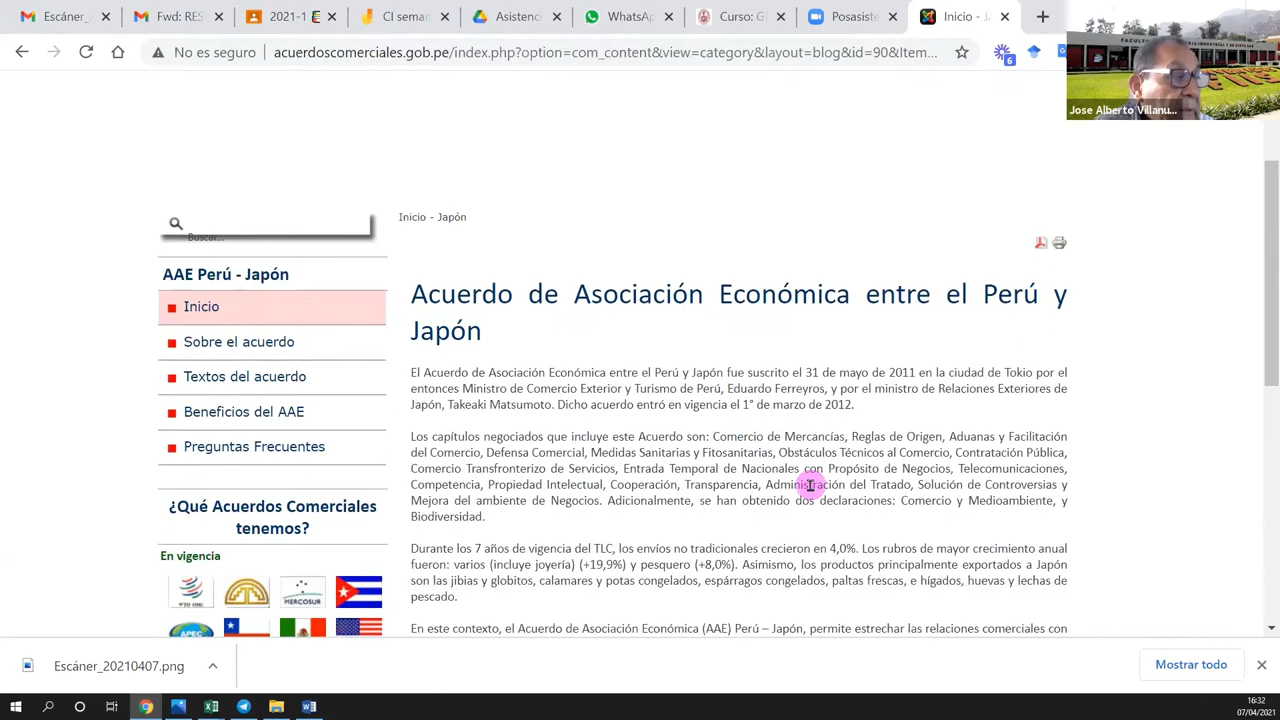 Escáner_
Fwd: RES
2021-1
CI seman
Asistenci
WhatsAp
Curso: G
Posasiste
Inicio - J
No es seguro
acuerdoscomerciales.gob.pe/index.php?option=com_content&view=category&layout=blog&id=90&Itemid...
6
Jose Alberto Villanu...
Buscar...
Inicio - Japón
AAE Perú - Japón
Inicio
Sobre el acuerdo
Textos del acuerdo
Beneficios del AAE
Preguntas Frecuentes
¿Qué Acuerdos Comerciales
tenemos?
En vigencia
WTO OMC
MERCOSUR
APEC
Acuerdo de Asociación Económica entre el Perú y
Japón
El Acuerdo de Asociación Económica entre el Perú y Japón fue suscrito el 31 de mayo de 2011 en la ciudad de Tokio por el
entonces Ministro de Comercio Exterior y Turismo de Perú, Eduardo Ferreyros, y por el ministro de Relaciones Exteriores de
Japón, Takeaki Matsumoto. Dicho acuerdo entró en vigencia el 1° de marzo de 2012.
Los capítulos negociados que incluye este Acuerdo son: Comercio de Mercancías, Reglas de Origen, Aduanas y Facilitación
del Comercio, Defensa Comercial, Medidas Sanitarias y Fitosanitarias, Obstáculos Técnicos al Comercio, Contratación Pública,
Comercio Transfronterizo de Servicios, Entrada Temporal de Nacionales con Propósito de Negocios, Telecomunicaciones,
Competencia, Propiedad Intelectual, Cooperación, Transparencia, Administración del Tratado, Solución de Controversias y
Mejora del ambiente de Negocios. Adicionalmente, se han obtenido dos declaraciones: Comercio y Medioambiente, y
Biodiversidad.
Durante los 7 años de vigencia del TLC, los envíos no tradicionales crecieron en 4,0%. Los rubros de mayor crecimiento anual
fueron: varios (incluye joyería) (+19,9%) y pesquero (+8,0%). Asimismo, los productos principalmente exportados a Japón
son las jibias y globitos, calamares y potas congelados, espárragos congelados, paltas frescas, e hígados, huevas y lechas de
pescado.
En este contexto, el Acuerdo de Asociación Económica (AAE) Perú – Japón, permite estrechar las relaciones comerciales con
Escáner_20210407.png
Mostrar todo
16:32
07/04/2021